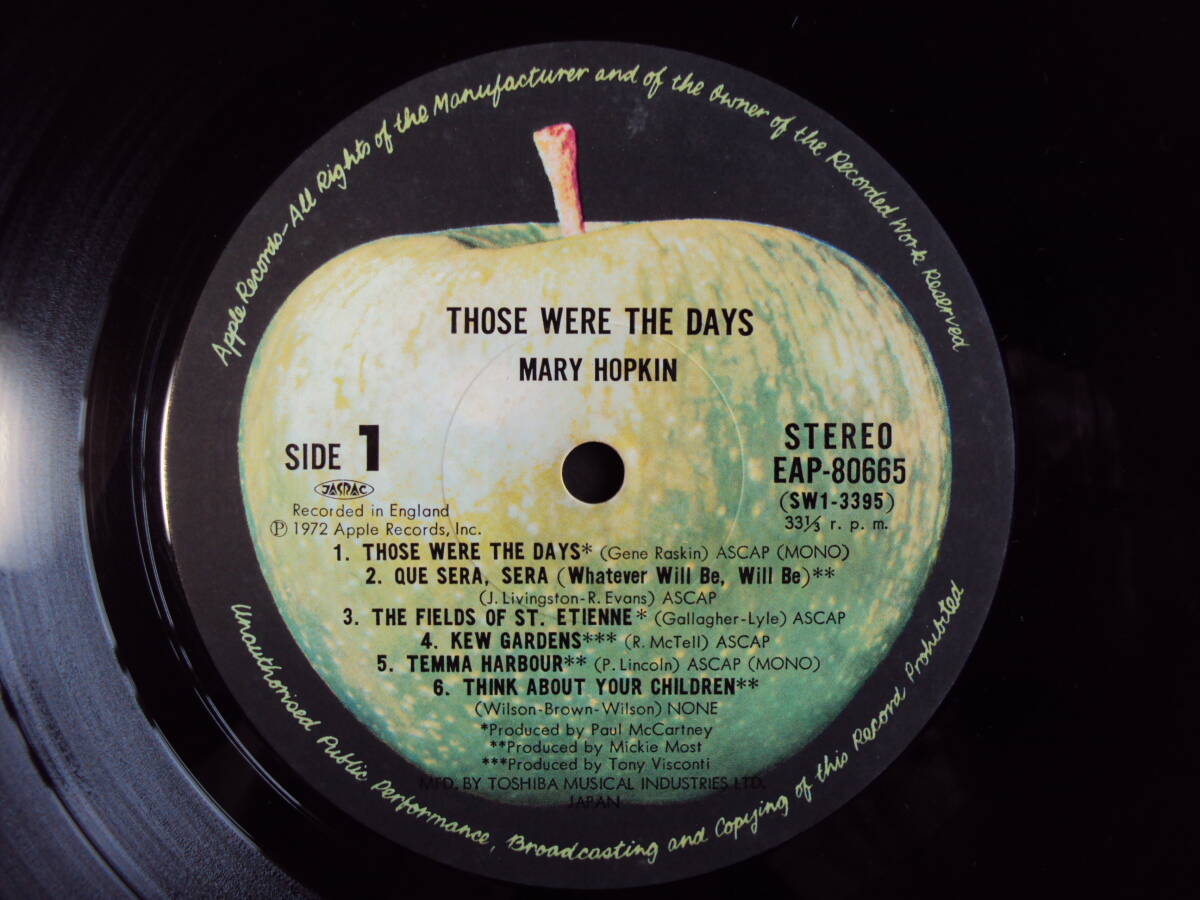 Apple Records-All Rights of the Manufacturer and of the Owner of the Recorded Work Reserved
THOSE WERE THE DAYS
MARY HOPKIN
SIDE 1
JASRAC
Recorded in England
Ⓟ 1972 Apple Records, Inc.
STEREO
EAP-80665
(SW1-3395)
33⅓ r. p. m.
1. THOSE WERE THE DAYS* (Gene Raskin) ASCAP (MONO)
2. QUE SERA, SERA (Whatever Will Be, Will Be)**
(J. Livingston-R. Evans) ASCAP
3. THE FIELDS OF ST. ETIENNE* (Gallagher-Lyle) ASCAP
4. KEW GARDENS*** (R. McTell) ASCAP
5. TEMMA HARBOUR** (P. Lincoln) ASCAP (MONO)
6. THINK ABOUT YOUR CHILDREN**
(Wilson-Brown-Wilson) NONE
*Produced by Paul McCartney
**Produced by Mickie Most
***Produced by Tony Visconti
MFD. BY TOSHIBA MUSICAL INDUSTRIES LTD.
JAPAN
Unauthorised Public Performance, Broadcasting and Copying of this Record Prohibited